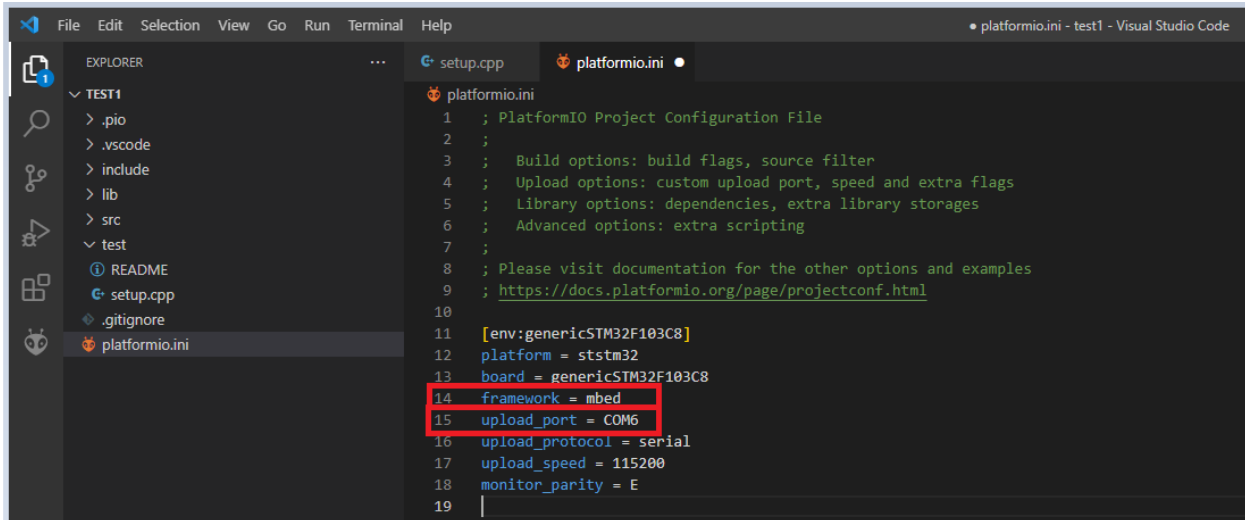 File Edit Selection View Go Run Terminal Help
● platformio.ini - test1 - Visual Studio Code
1
EXPLORER
...
TEST1
.pio
.vscode
include
lib
src
test
README
setup.cpp
.gitignore
platformio.ini
setup.cpp
platformio.ini ●
platformio.ini
1 ; PlatformIO Project Configuration File
2 ;
3 ;   Build options: build flags, source filter
4 ;   Upload options: custom upload port, speed and extra flags
5 ;   Library options: dependencies, extra library storages
6 ;   Advanced options: extra scripting
7 ;
8 ; Please visit documentation for the other options and examples
9 ; https://docs.platformio.org/page/projectconf.html
10
11 [env:genericSTM32F103C8]
12 platform = ststm32
13 board = genericSTM32F103C8
14 framework = mbed
15 upload_port = COM6
16 upload_protocol = serial
17 upload_speed = 115200
18 monitor_parity = E
19